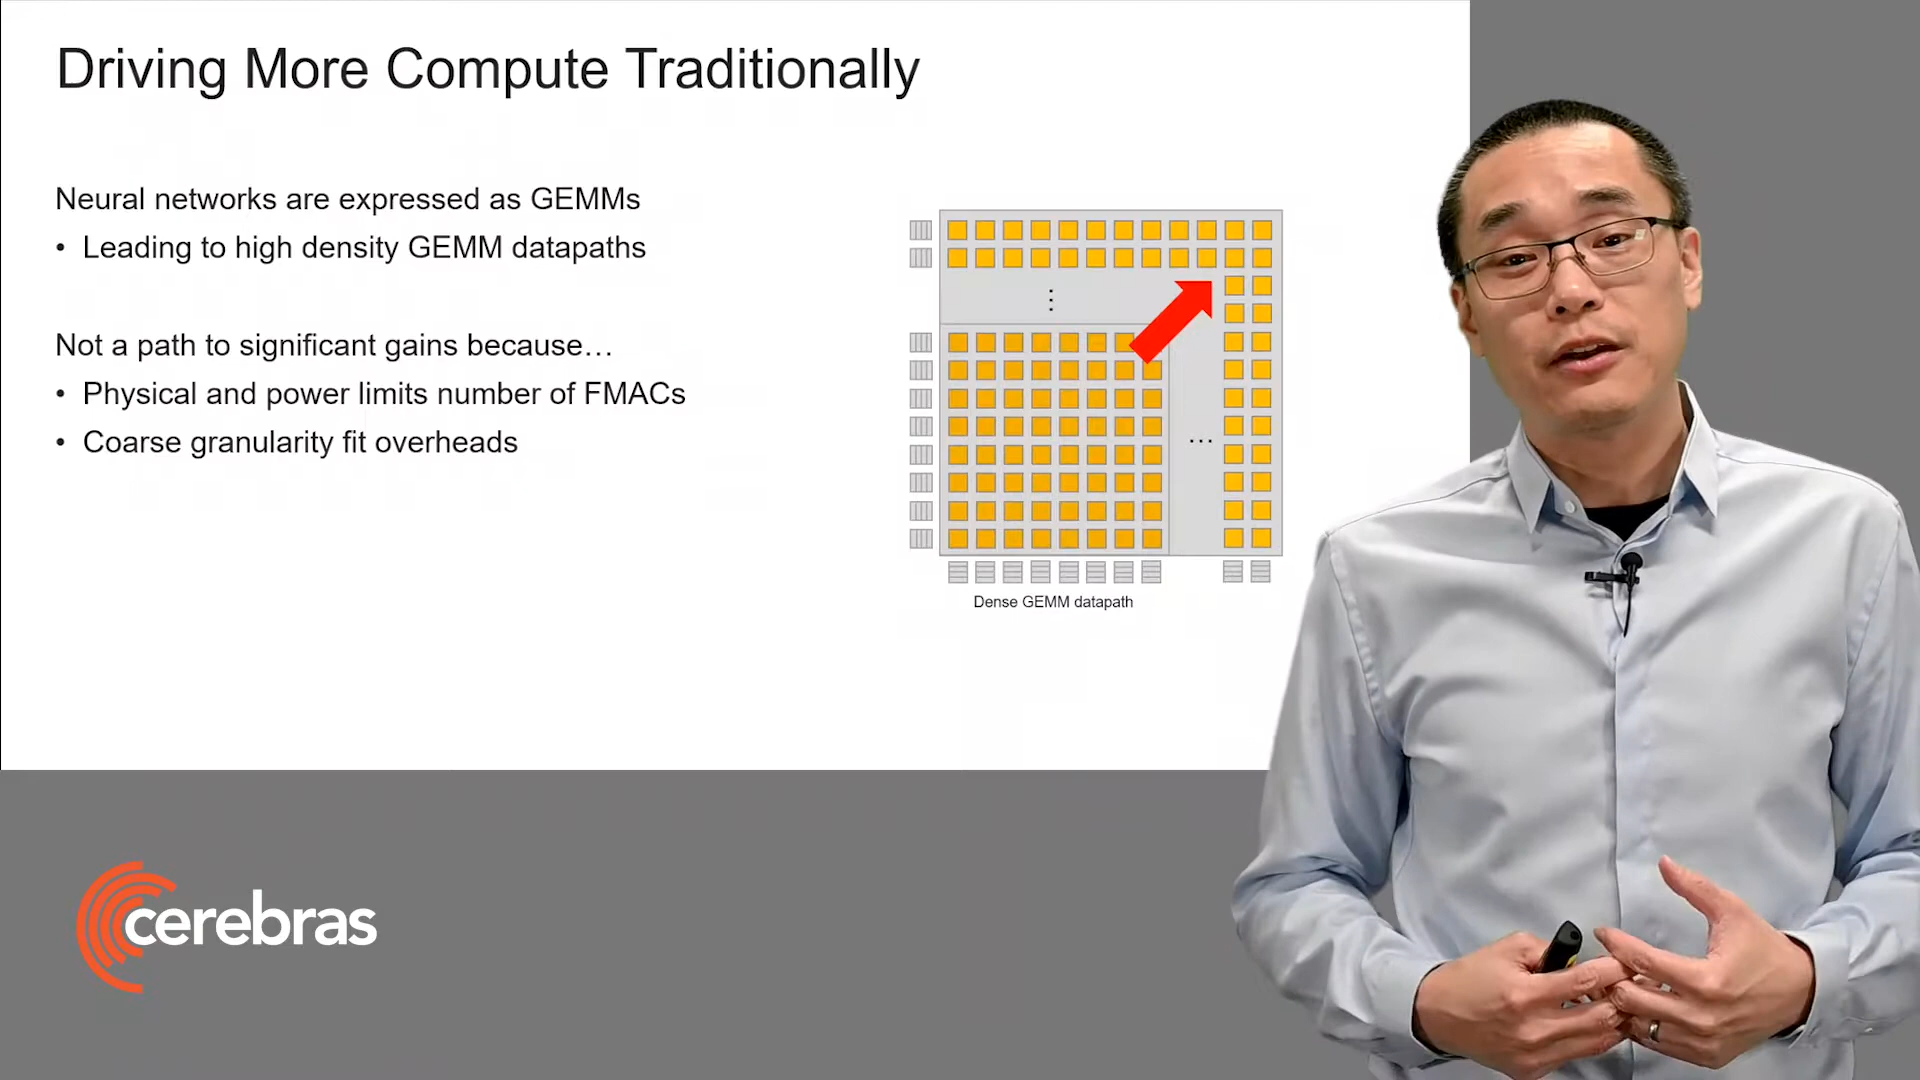 Driving More Compute Traditionally
Neural networks are expressed as GEMMs
• Leading to high density GEMM datapaths
Not a path to significant gains because…
• Physical and power limits number of FMACs
• Coarse granularity fit overheads
Dense GEMM datapath
cerebras